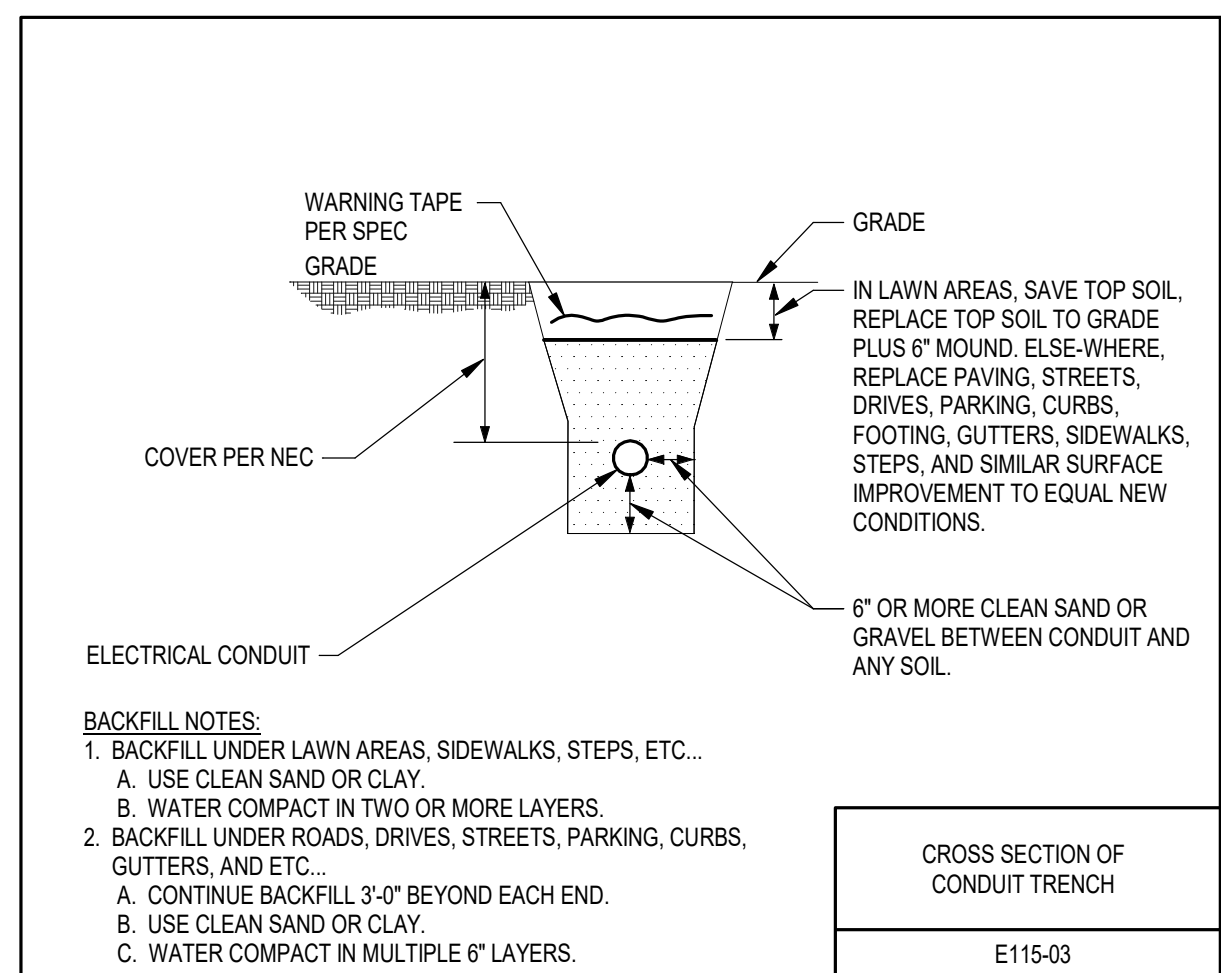 WARNING TAPE
PER SPEC
GRADE
GRADE
IN LAWN AREAS, SAVE TOP SOIL,
REPLACE TOP SOIL TO GRADE
PLUS 6" MOUND. ELSE-WHERE,
REPLACE PAVING, STREETS,
DRIVES, PARKING, CURBS,
FOOTING, GUTTERS, SIDEWALKS,
STEPS, AND SIMILAR SURFACE
IMPROVEMENT TO EQUAL NEW
CONDITIONS.
COVER PER NEC
6" OR MORE CLEAN SAND OR
GRAVEL BETWEEN CONDUIT AND
ANY SOIL.
ELECTRICAL CONDUIT
BACKFILL NOTES:
1. BACKFILL UNDER LAWN AREAS, SIDEWALKS, STEPS, ETC...
A. USE CLEAN SAND OR CLAY.
B. WATER COMPACT IN TWO OR MORE LAYERS.
2. BACKFILL UNDER ROADS, DRIVES, STREETS, PARKING, CURBS,
GUTTERS, AND ETC...
A. CONTINUE BACKFILL 3'-0" BEYOND EACH END.
B. USE CLEAN SAND OR CLAY.
C. WATER COMPACT IN MULTIPLE 6" LAYERS.
CROSS SECTION OF
CONDUIT TRENCH
E115-03